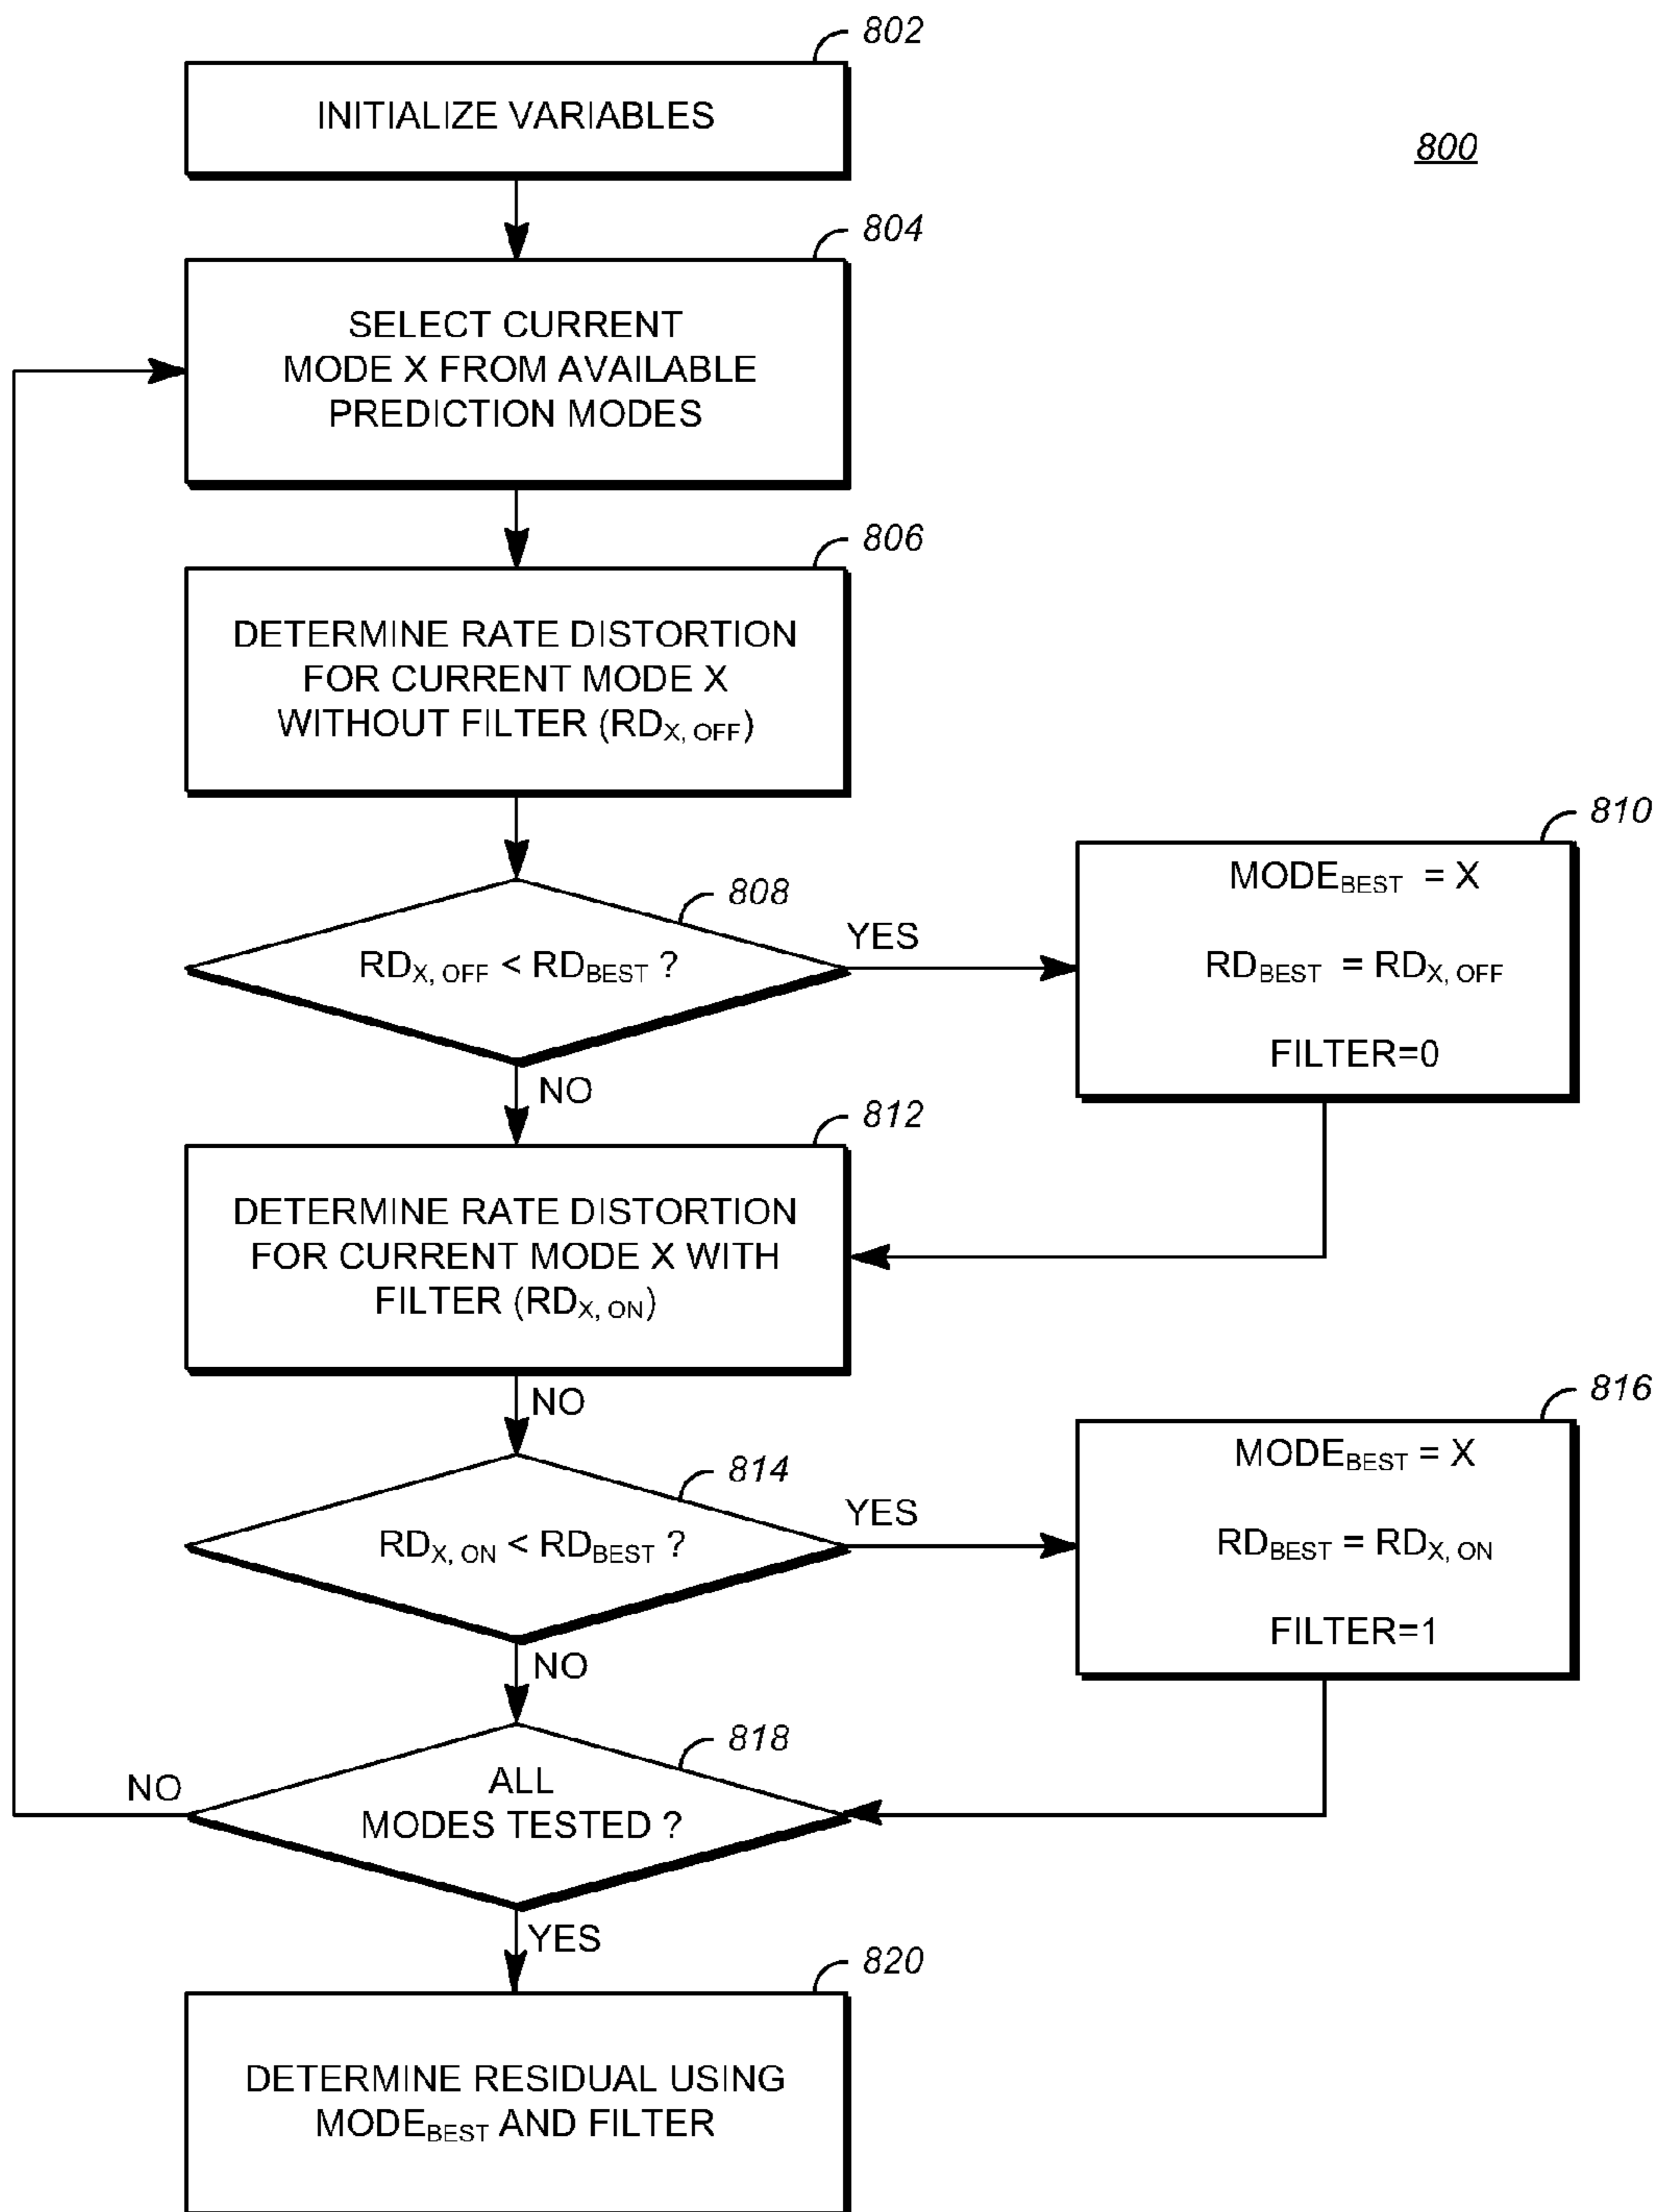 802
INITIALIZE VARIABLES
800
804
SELECT CURRENT
MODE X FROM AVAILABLE
PREDICTION MODES
806
DETERMINE RATE DISTORTION
FOR CURRENT MODE X
WITHOUT FILTER (RDX, OFF)
808
RDX, OFF < RDBEST ?
YES
NO
810
MODEBEST = X
RDBEST = RDX, OFF
FILTER=0
812
DETERMINE RATE DISTORTION
FOR CURRENT MODE X WITH
FILTER (RDX, ON)
NO
814
RDX, ON < RDBEST ?
YES
NO
816
MODEBEST = X
RDBEST = RDX, ON
FILTER=1
818
ALL
MODES TESTED ?
NO
YES
820
DETERMINE RESIDUAL USING
MODEBEST AND FILTER